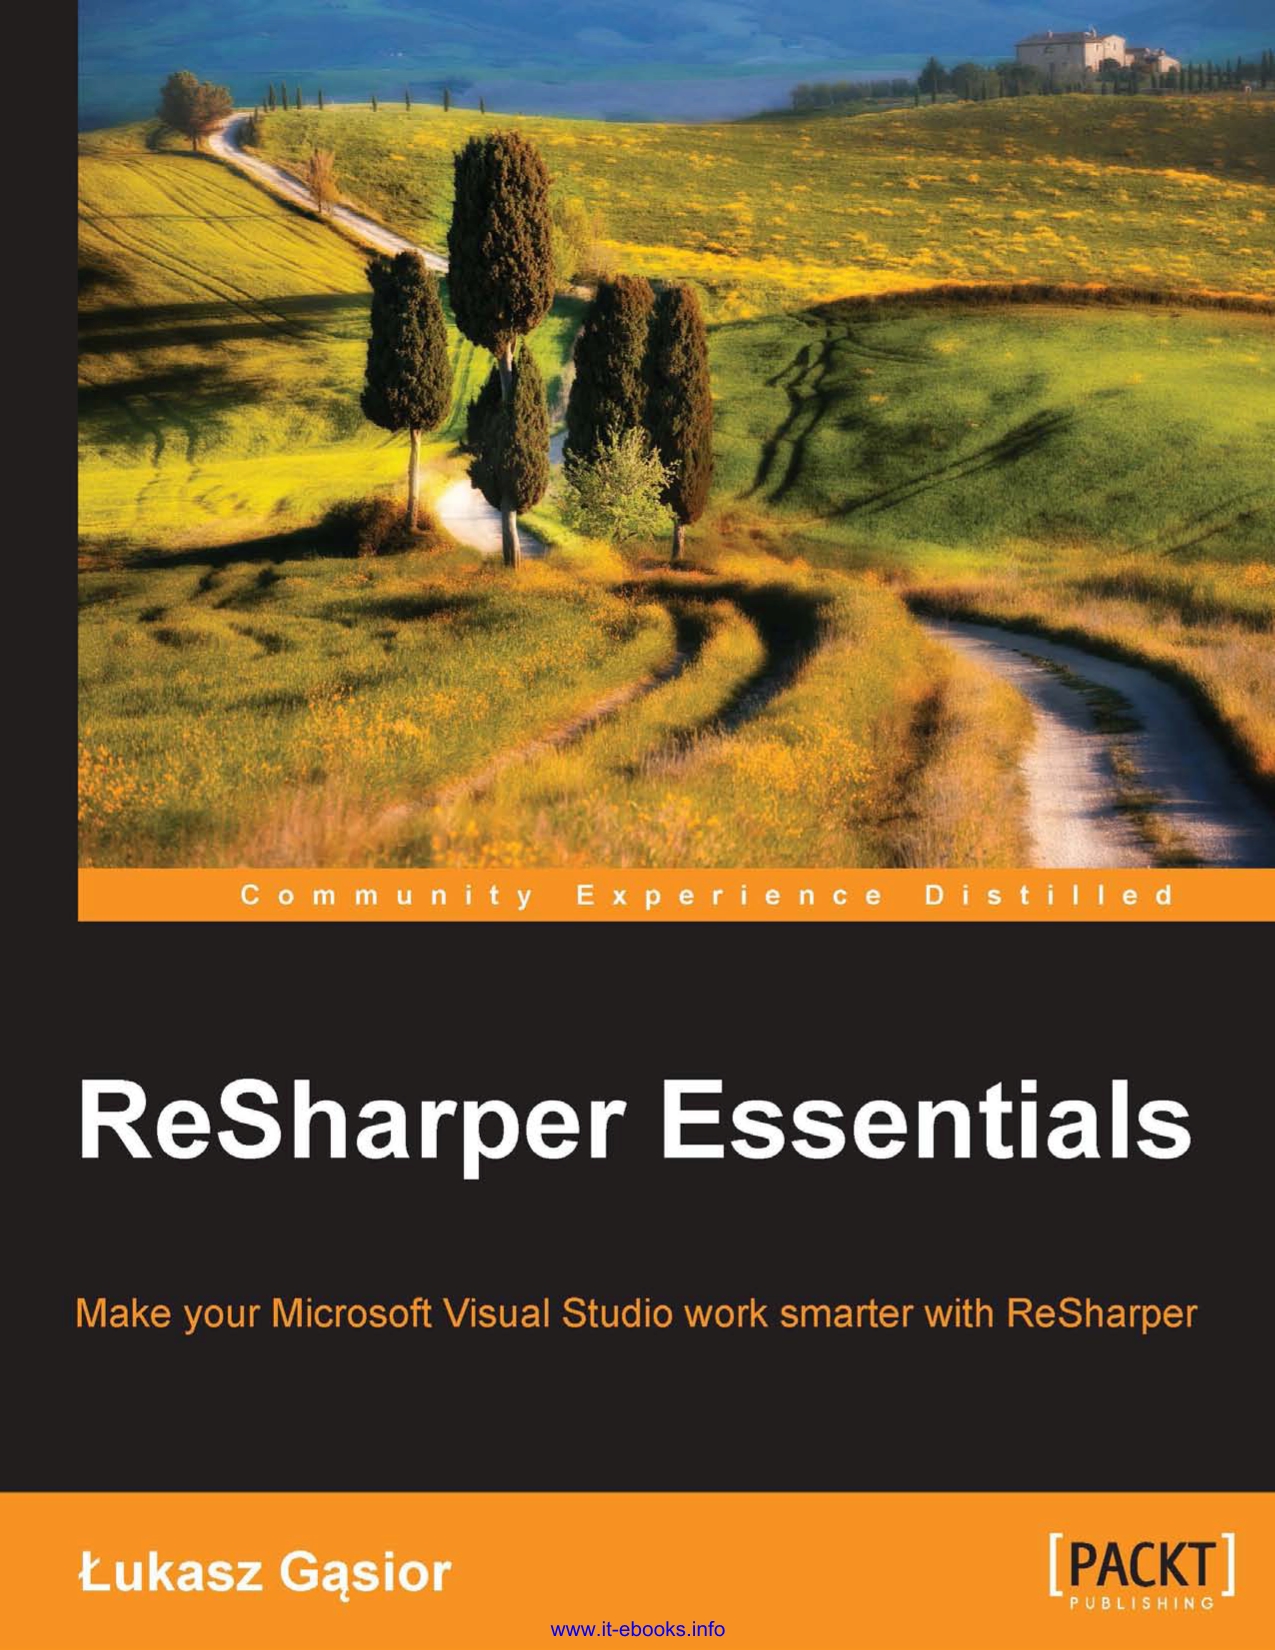 Community Experience Distilled
ReSharper Essentials
Make your Microsoft Visual Studio work smarter with ReSharper
Łukasz Gąsior
[PACKT]
PUBLISHING
www.it-ebooks.info